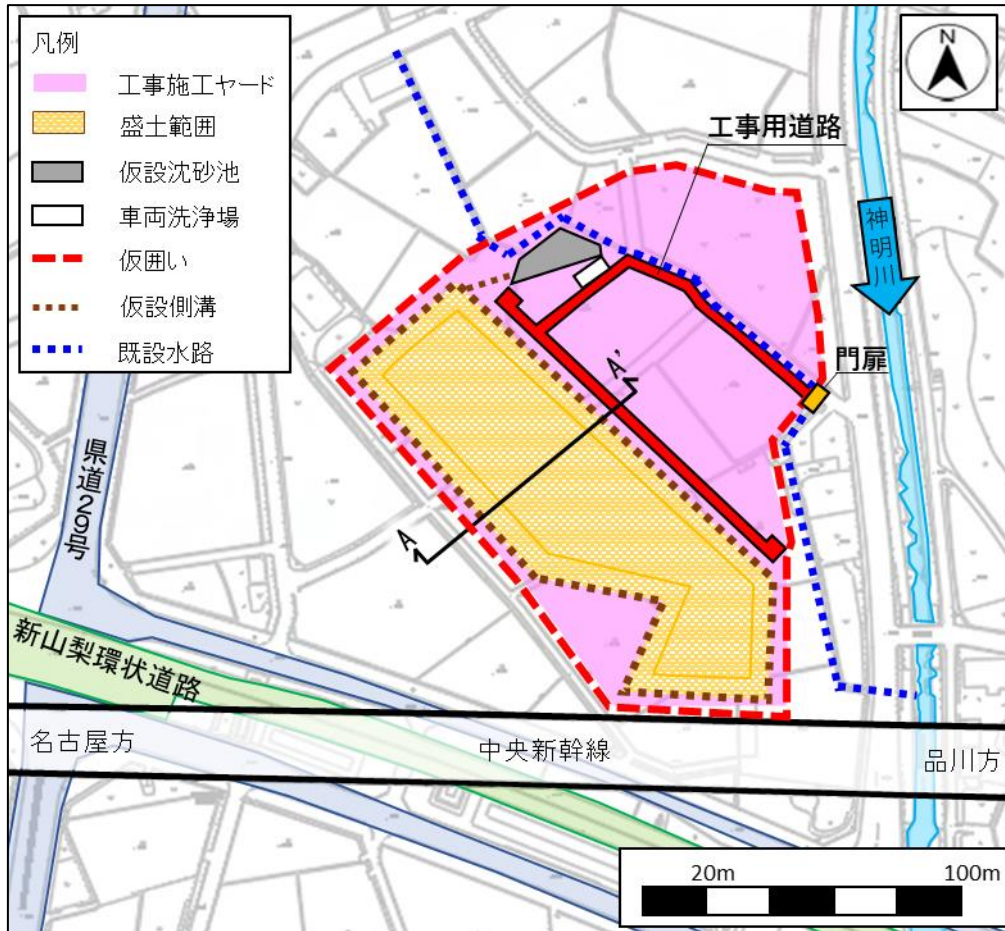 凡例
工事施工ヤード
盛土範囲
仮設沈砂池
車両洗浄場
仮囲い
仮設側溝
既設水路
N
工事用道路
神明川
門扉
A'
A
県道29号
新山梨環状道路
名古屋方
中央新幹線
品川方
20m
100m